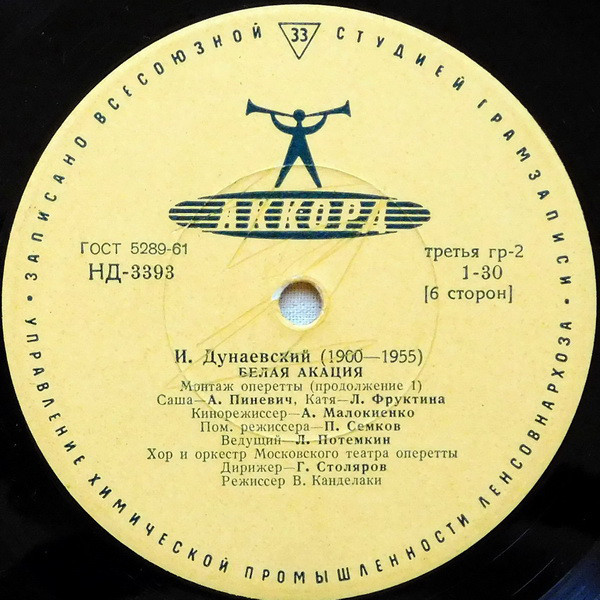 ЗАПИСАНО ВСЕСОЮЗНОЙ 33 СТУДИЕЙ ГРАМЗАПИСИ
АККОРД
ГОСТ 5289-61
НД-3393
третья гр-2
1-30
[6 сторон]
И. Дунаевский (1900—1955)
БЕЛАЯ АКАЦИЯ
Монтаж оперетты (продолжение 1)
Саша—А. Пиневич, Катя—Л. Фруктина
Кинорежиссер—А. Малокиенко
Пом. режиссера—П. Семков
Ведущий—Л. Потемкин
Хор и оркестр Московского театра оперетты
Дирижер—Г. Столяров
Режиссер В. Канделаки
УПРАВЛЕНИЕ ХИМИЧЕСКОЙ ПРОМЫШЛЕННОСТИ ЛЕНСОВНАРХОЗА